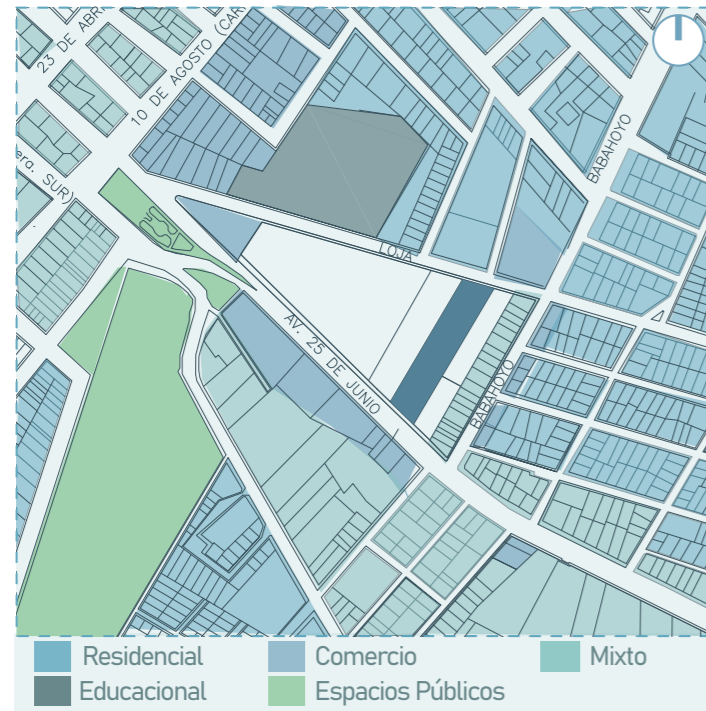 23 DE ABRI
10 DE AGOSTO (CAR
era. SUR)
BABAHOYO
LOJA
AV. 25 DE JUNIO
BABAHOYO
Residencial
Comercio
Mixto
Educacional
Espacios Públicos